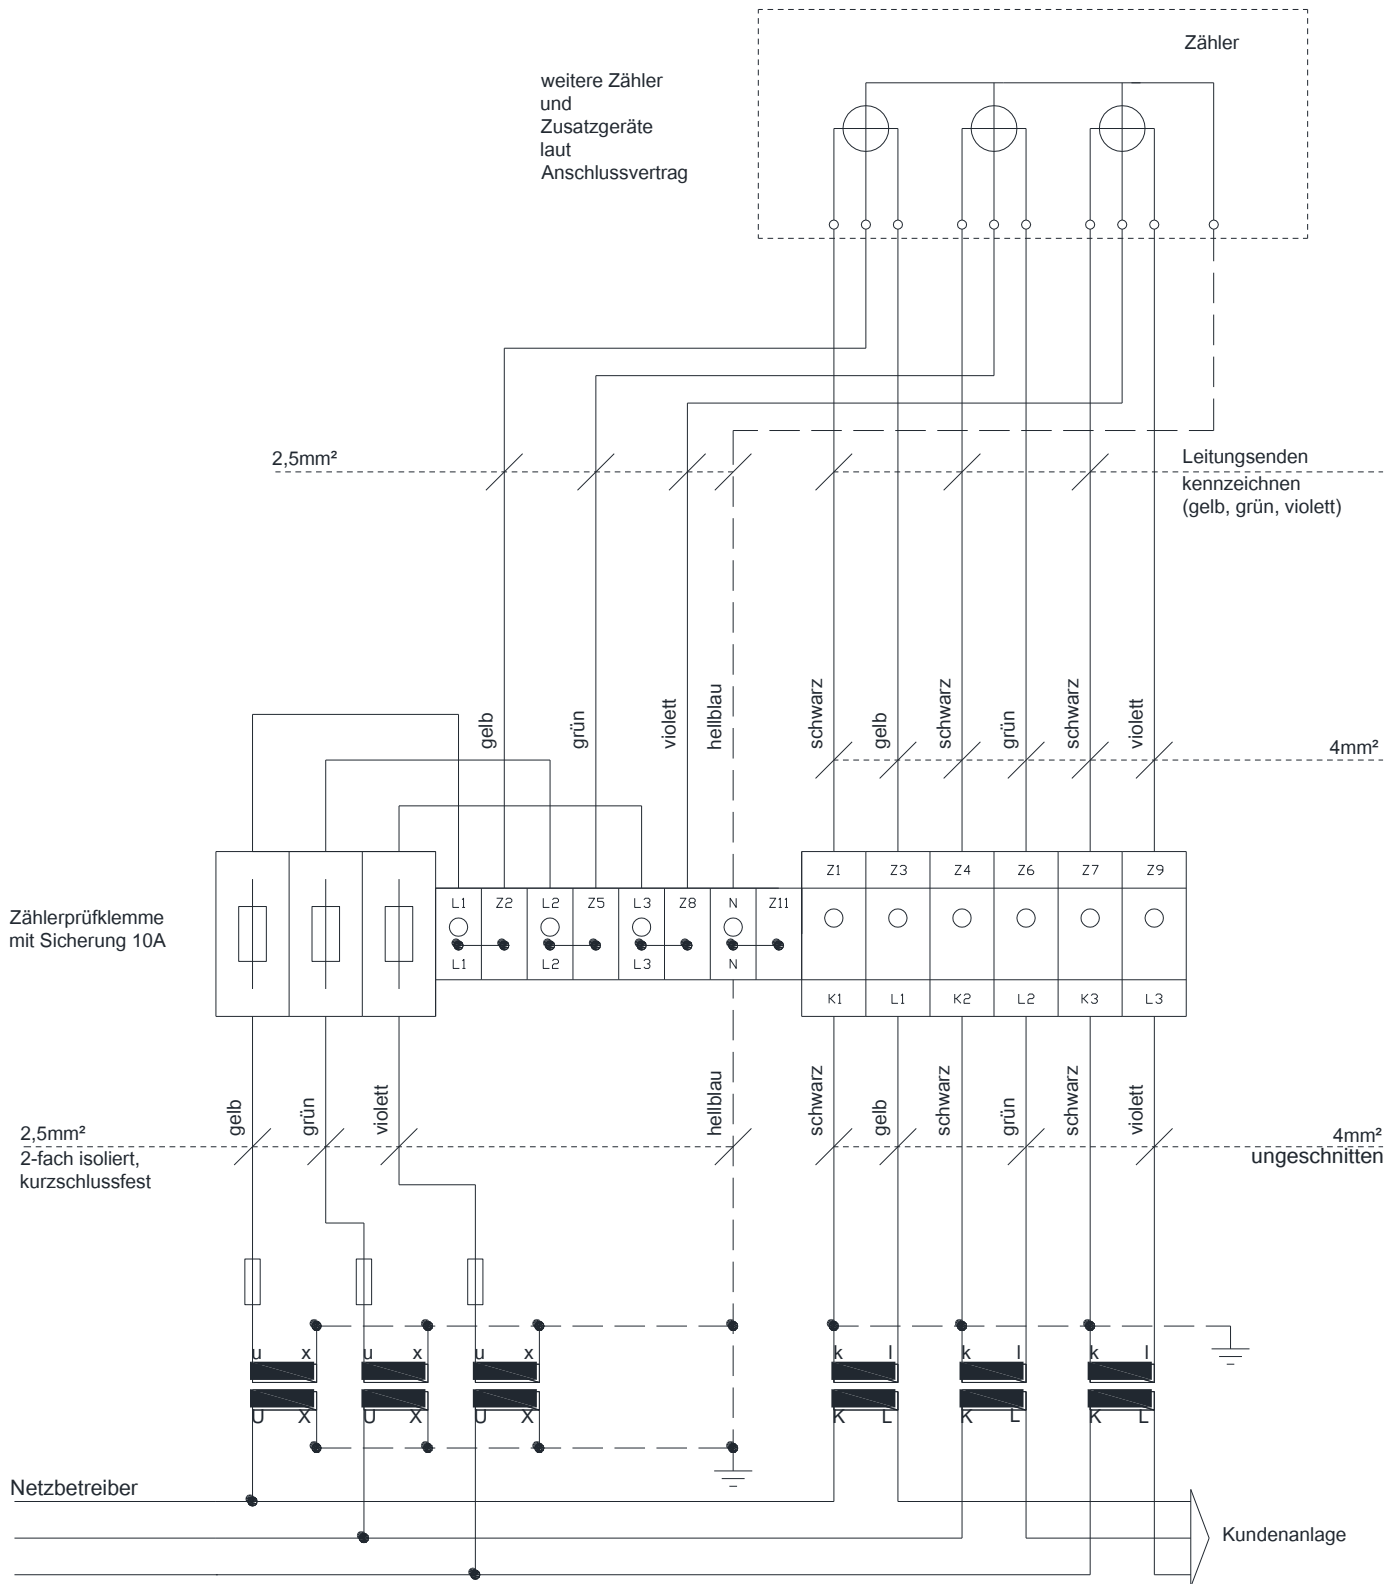 Zähler
weitere Zähler
und
Zusatzgeräte
laut
Anschlussvertrag
2,5mm²
Leitungsenden
kennzeichnen
(gelb, grün, violett)
gelb
grün
violett
hellblau
schwarz
gelb
schwarz
grün
schwarz
violett
4mm²
Zählerprüfklemme
mit Sicherung 10A
L1 Z2 L2 Z5 L3 Z8 N Z11
L1 L2 L3 N
Z1 Z3 Z4 Z6 Z7 Z9
K1 L1 K2 L2 K3 L3
gelb
grün
violett
hellblau
schwarz
gelb
schwarz
grün
schwarz
violett
2,5mm²
2-fach isoliert,
kurzschlussfest
4mm²
ungeschnitten
u x u x u x k l k l k l
U X U X U X K L K L K L
Netzbetreiber
Kundenanlage